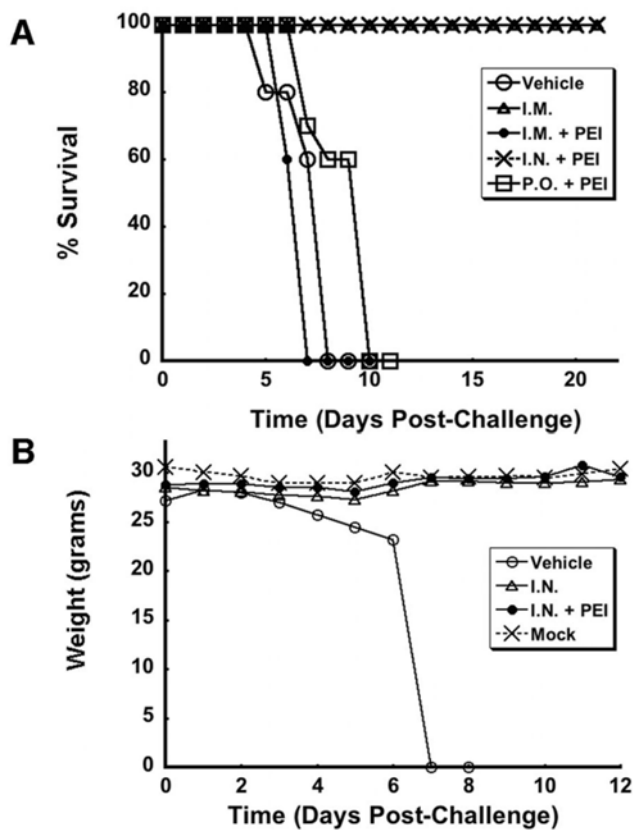 A
% Survival
100
80
60
40
20
0
0 5 10 15 20
Time (Days Post-Challenge)
Vehicle
I.M.
I.M. + PEI
I.N. + PEI
P.O. + PEI
B
Weight (grams)
30
25
20
15
10
5
0
0 2 4 6 8 10 12
Time (Days Post-Challenge)
Vehicle
I.N.
I.N. + PEI
Mock